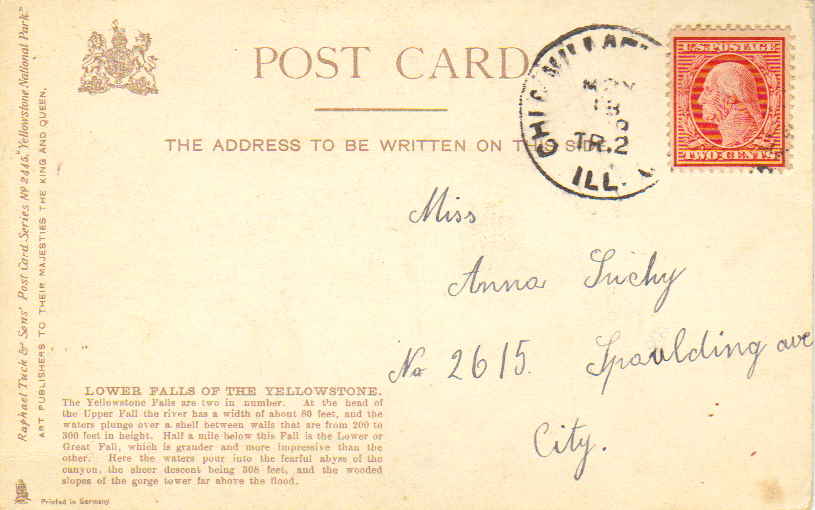 POST CARD
THE ADDRESS TO BE WRITTEN ON THIS SIDE
U.S. POSTAGE
TWO CENTS
TR.2
ILL.
Miss
Anna Suchy
No 2615. Spaulding ave
City.
LOWER FALLS OF THE YELLOWSTONE.
The Yellowstone Falls are two in number. At the head of
the Upper Fall the river has a width of about 80 feet, and the
waters plunge over a shelf between walls that are from 200 to
300 feet in height. Half a mile below this Fall is the Lower or
Great Fall, which is grander and more impressive than the
other. Here the waters pour into the fearful abyss of the
canyon, the sheer descent being 308 feet, and the wooded
slopes of the gorge tower far above the flood.
Raphael Tuck & Sons' Post Card Series Nº 2445, "Yellowstone National Park."
ART PUBLISHERS TO THEIR MAJESTIES THE KING AND QUEEN.
Printed in Germany